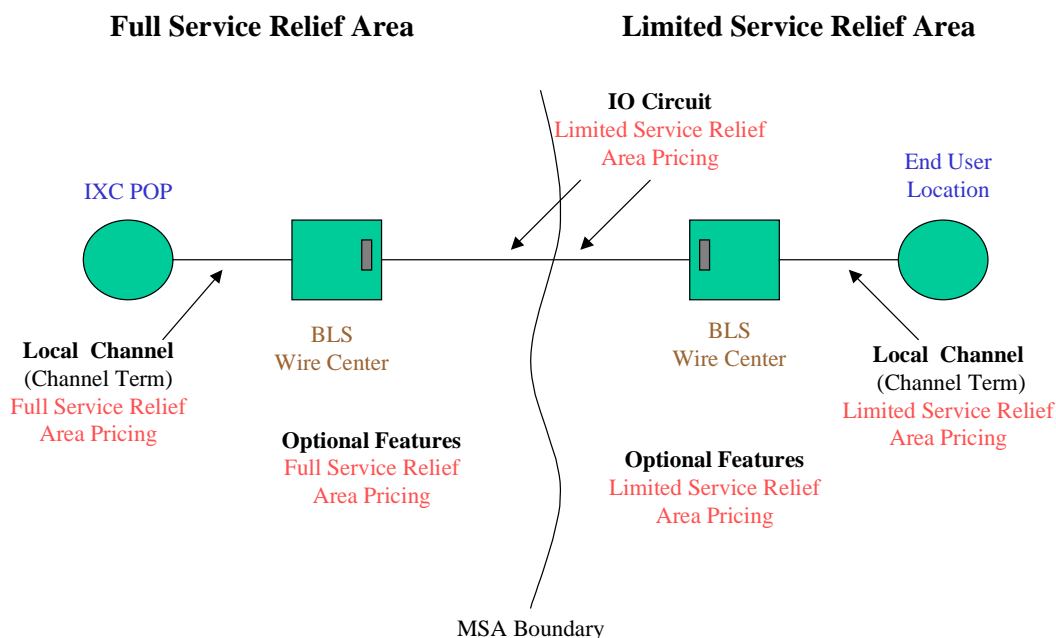 Full Service Relief Area
Limited Service Relief Area
IO Circuit
Limited Service Relief
Area Pricing
IXC POP
End User
Location
BLS
Wire Center
BLS
Wire Center
Local Channel
(Channel Term)
Full Service Relief
Area Pricing
Local Channel
(Channel Term)
Limited Service Relief
Area Pricing
Optional Features
Full Service Relief
Area Pricing
Optional Features
Limited Service Relief
Area Pricing
MSA Boundary